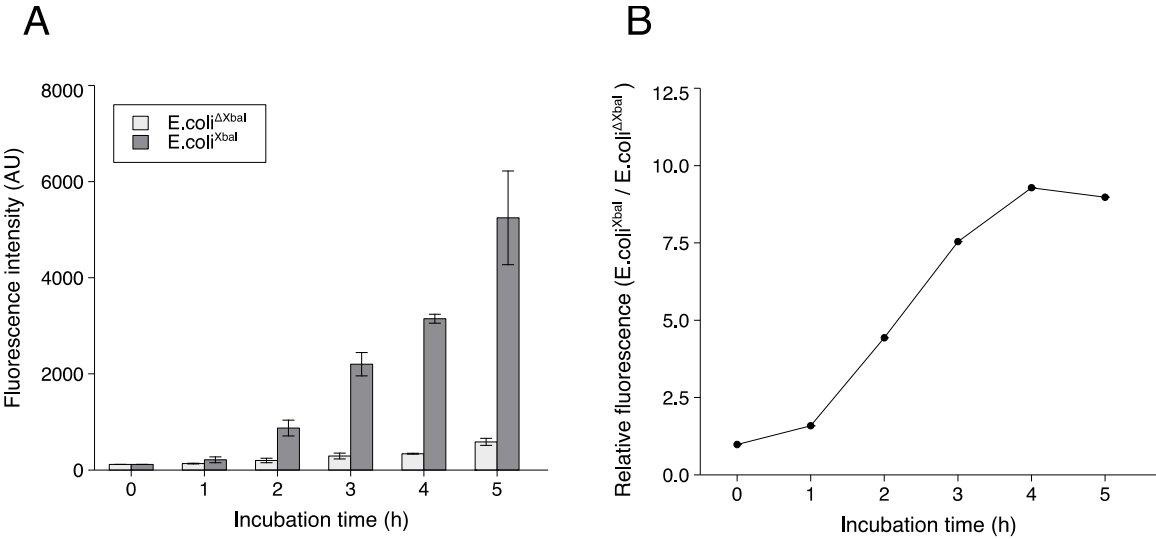 A
8000
6000
4000
2000
0
Fluorescence intensity (AU)
E.coliΔXbaI
E.coliXbaI
0 1 2 3 4 5
Incubation time (h)
B
12.5
10.0
7.5
5.0
2.5
0.0
Relative fluorescence (E.coliXbaI / E.coliΔXbaI )
0 1 2 3 4 5
Incubation time (h)